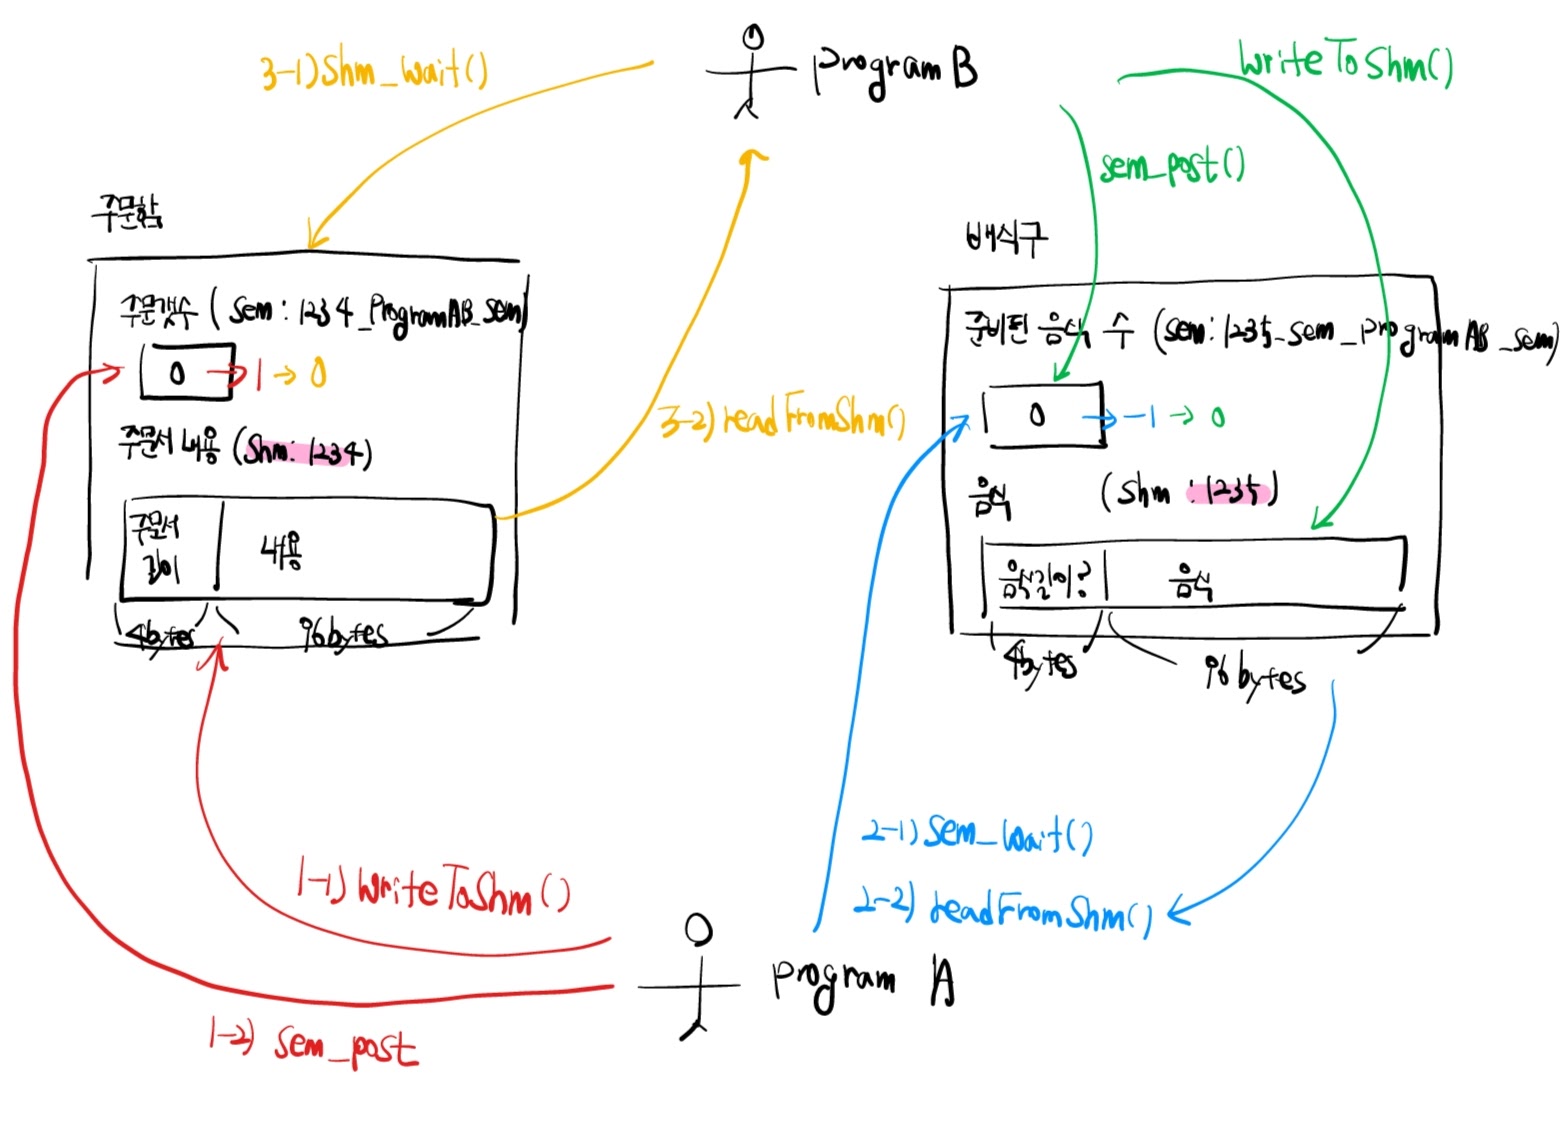 3-1) Shm_wait()
program B
writeToShm()
sem_post()
주문함
배식구
주문갯수 (sem : 1234_ProgramAB_sem)
0 → 1 → 0
주문서 내용 (Shm: 1234)
주문서 길이
내용
4bytes
96bytes
3-2) readFromShm()
준비된 음식 수 (sem: 1235_sem_programAB_sem)
0 → -1 → 0
음식 (shm : 1235)
음식길이?
음식
4bytes
96bytes
2-1) sem_wait()
2-2) readFromShm()
1-1) writeToShm()
program A
1-2) sem_post